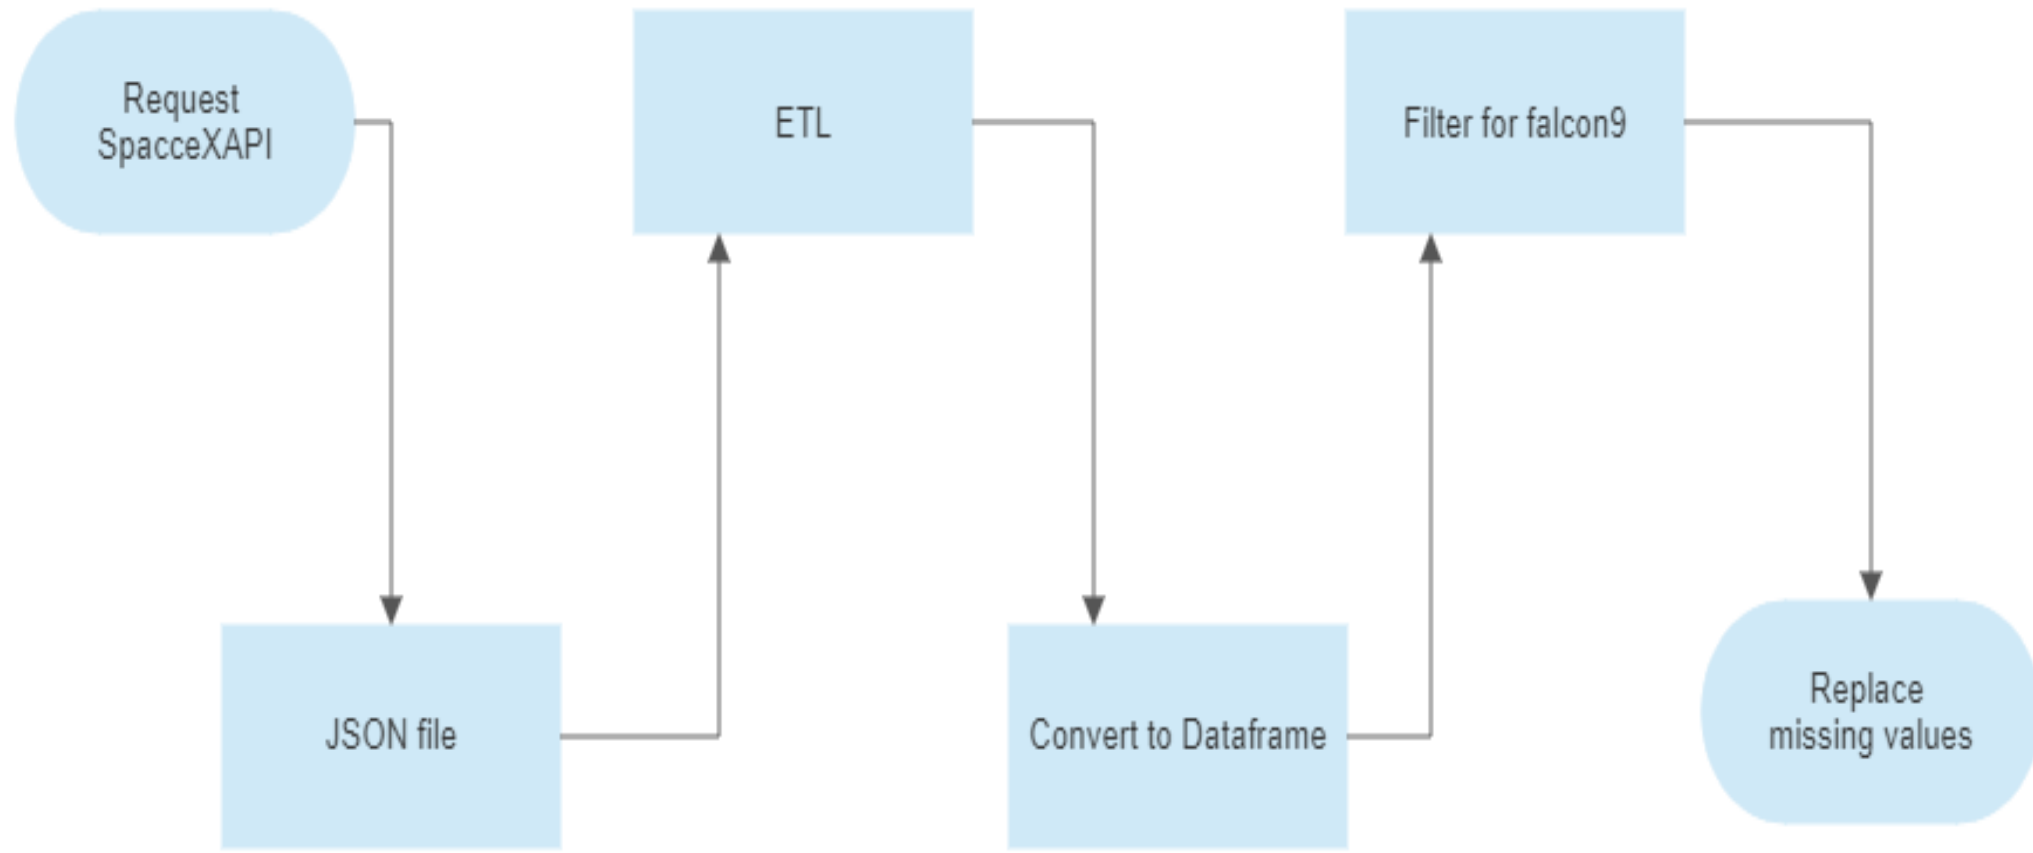 Request
SpacceXAPI
JSON file
ETL
Convert to Dataframe
Filter for falcon9
Replace
missing values